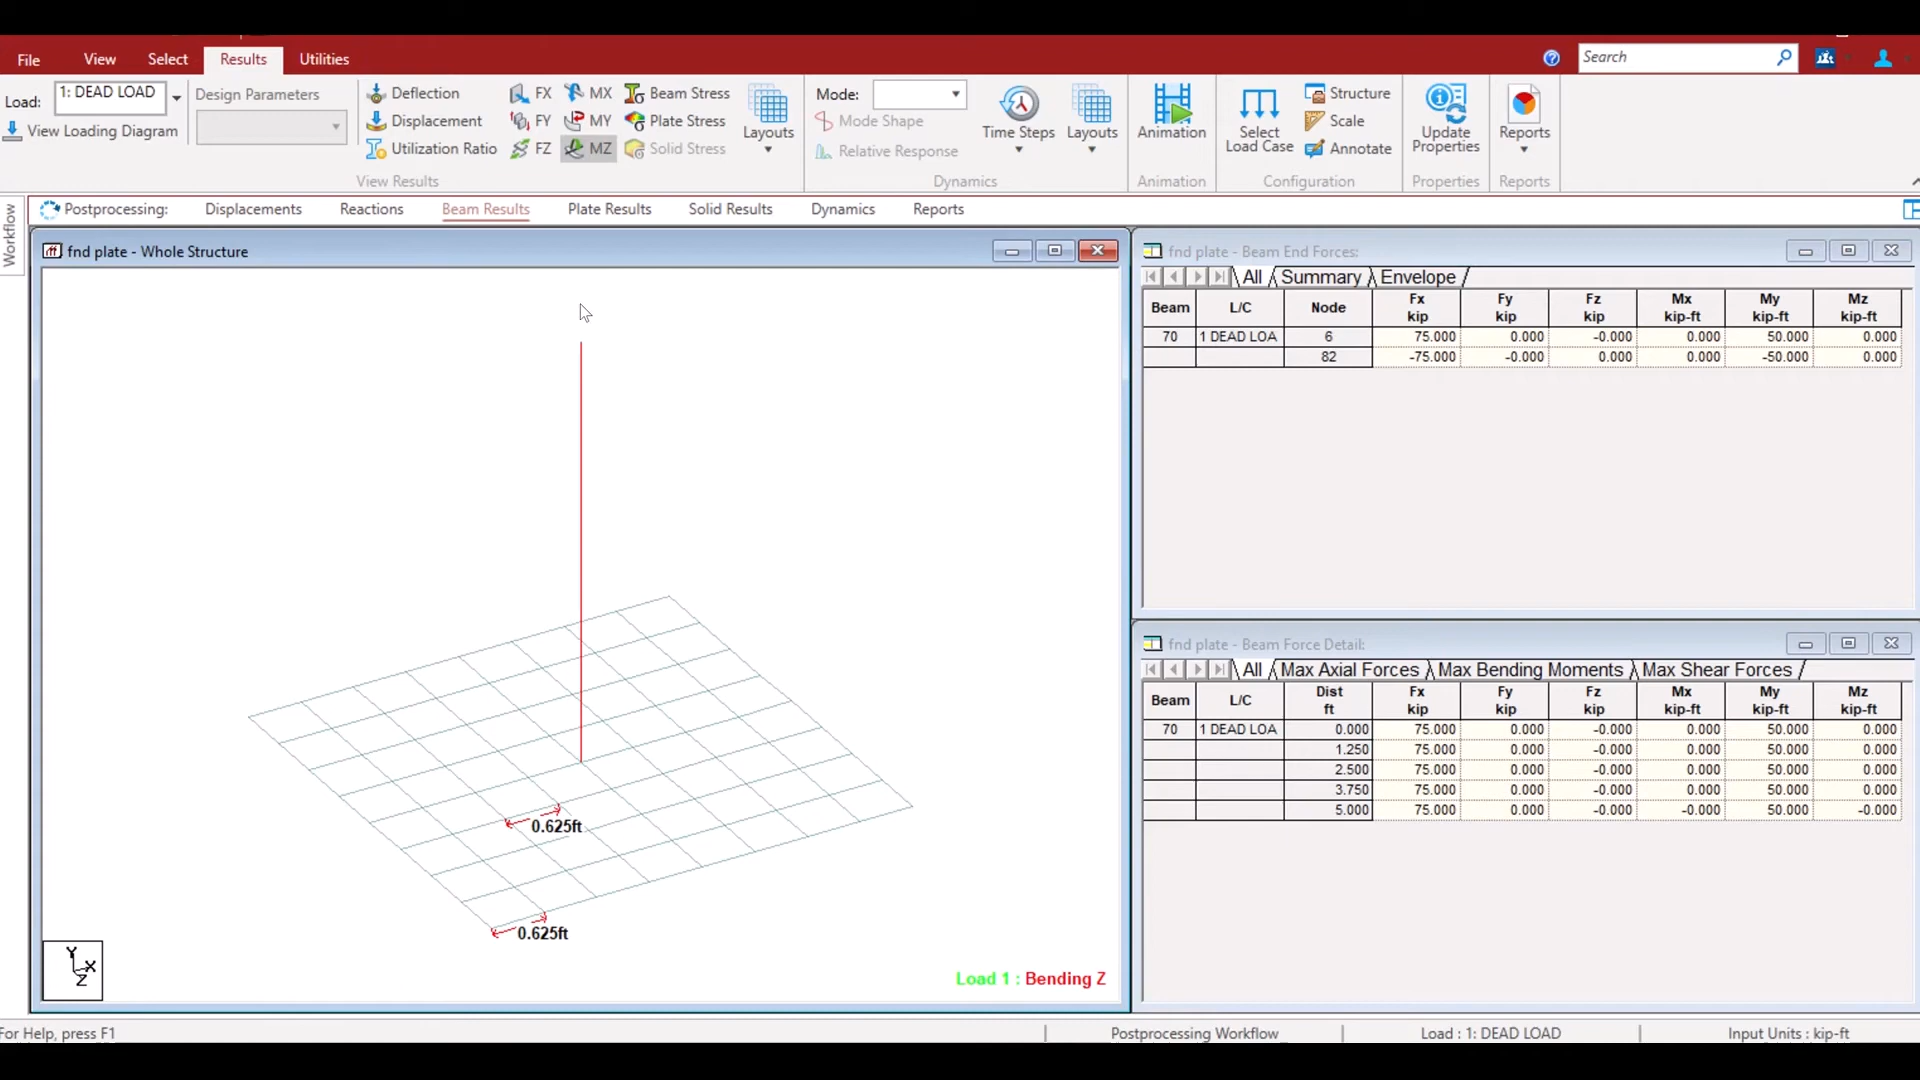 File View Select Results Utilities Search
Load: 1: DEAD LOAD
View Loading Diagram
Design Parameters
Deflection FX MX Beam Stress
Displacement FY MY Plate Stress
Utilization Ratio FZ MZ Solid Stress
Layouts
View Results
Mode:
Mode Shape
Relative Response
Time Steps Layouts
Dynamics
Animation
Animation
Select Load Case
Structure
Scale
Annotate
Configuration
Update Properties
Properties
Reports
Reports
Workflow
Postprocessing: Displacements Reactions Beam Results Plate Results Solid Results Dynamics Reports
fnd plate - Whole Structure
0.625ft
0.625ft
Y
X
Z
Load 1 : Bending Z
fnd plate - Beam End Forces:
All Summary Envelope
Beam L/C Node Fx kip Fy kip Fz kip Mx kip-ft My kip-ft Mz kip-ft
70 1 DEAD LOA 6 75.000 0.000 -0.000 0.000 50.000 0.000
82 -75.000 -0.000 0.000 0.000 -50.000 0.000
fnd plate - Beam Force Detail:
All Max Axial Forces Max Bending Moments Max Shear Forces
Beam L/C Dist ft Fx kip Fy kip Fz kip Mx kip-ft My kip-ft Mz kip-ft
70 1 DEAD LOA 0.000 75.000 0.000 -0.000 0.000 50.000 0.000
1.250 75.000 0.000 -0.000 0.000 50.000 0.000
2.500 75.000 0.000 -0.000 0.000 50.000 0.000
3.750 75.000 0.000 -0.000 0.000 50.000 0.000
5.000 75.000 0.000 -0.000 -0.000 50.000 -0.000
For Help, press F1 Postprocessing Workflow Load : 1: DEAD LOAD Input Units : kip-ft